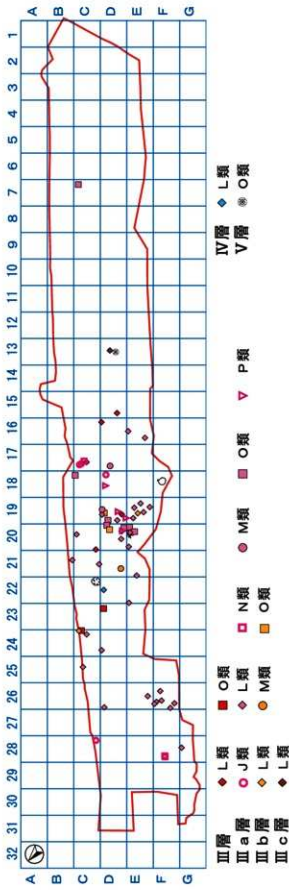 32 31 30 29 28 27 26 25 24 23 22 21 20 19 18 17 16 15 14 13 12 11 10 9 8 7 6 5 4 3 2 1
A A
B B
C C
D D
E E
F F
G G
Ⅲ層 L類 O類 Ⅳ層 L類
Ⅲa層 J類 L類 N類 M類 O類 P類 Ⅴ層 O類
Ⅲb層 L類 M類 O類
Ⅲc層 L類